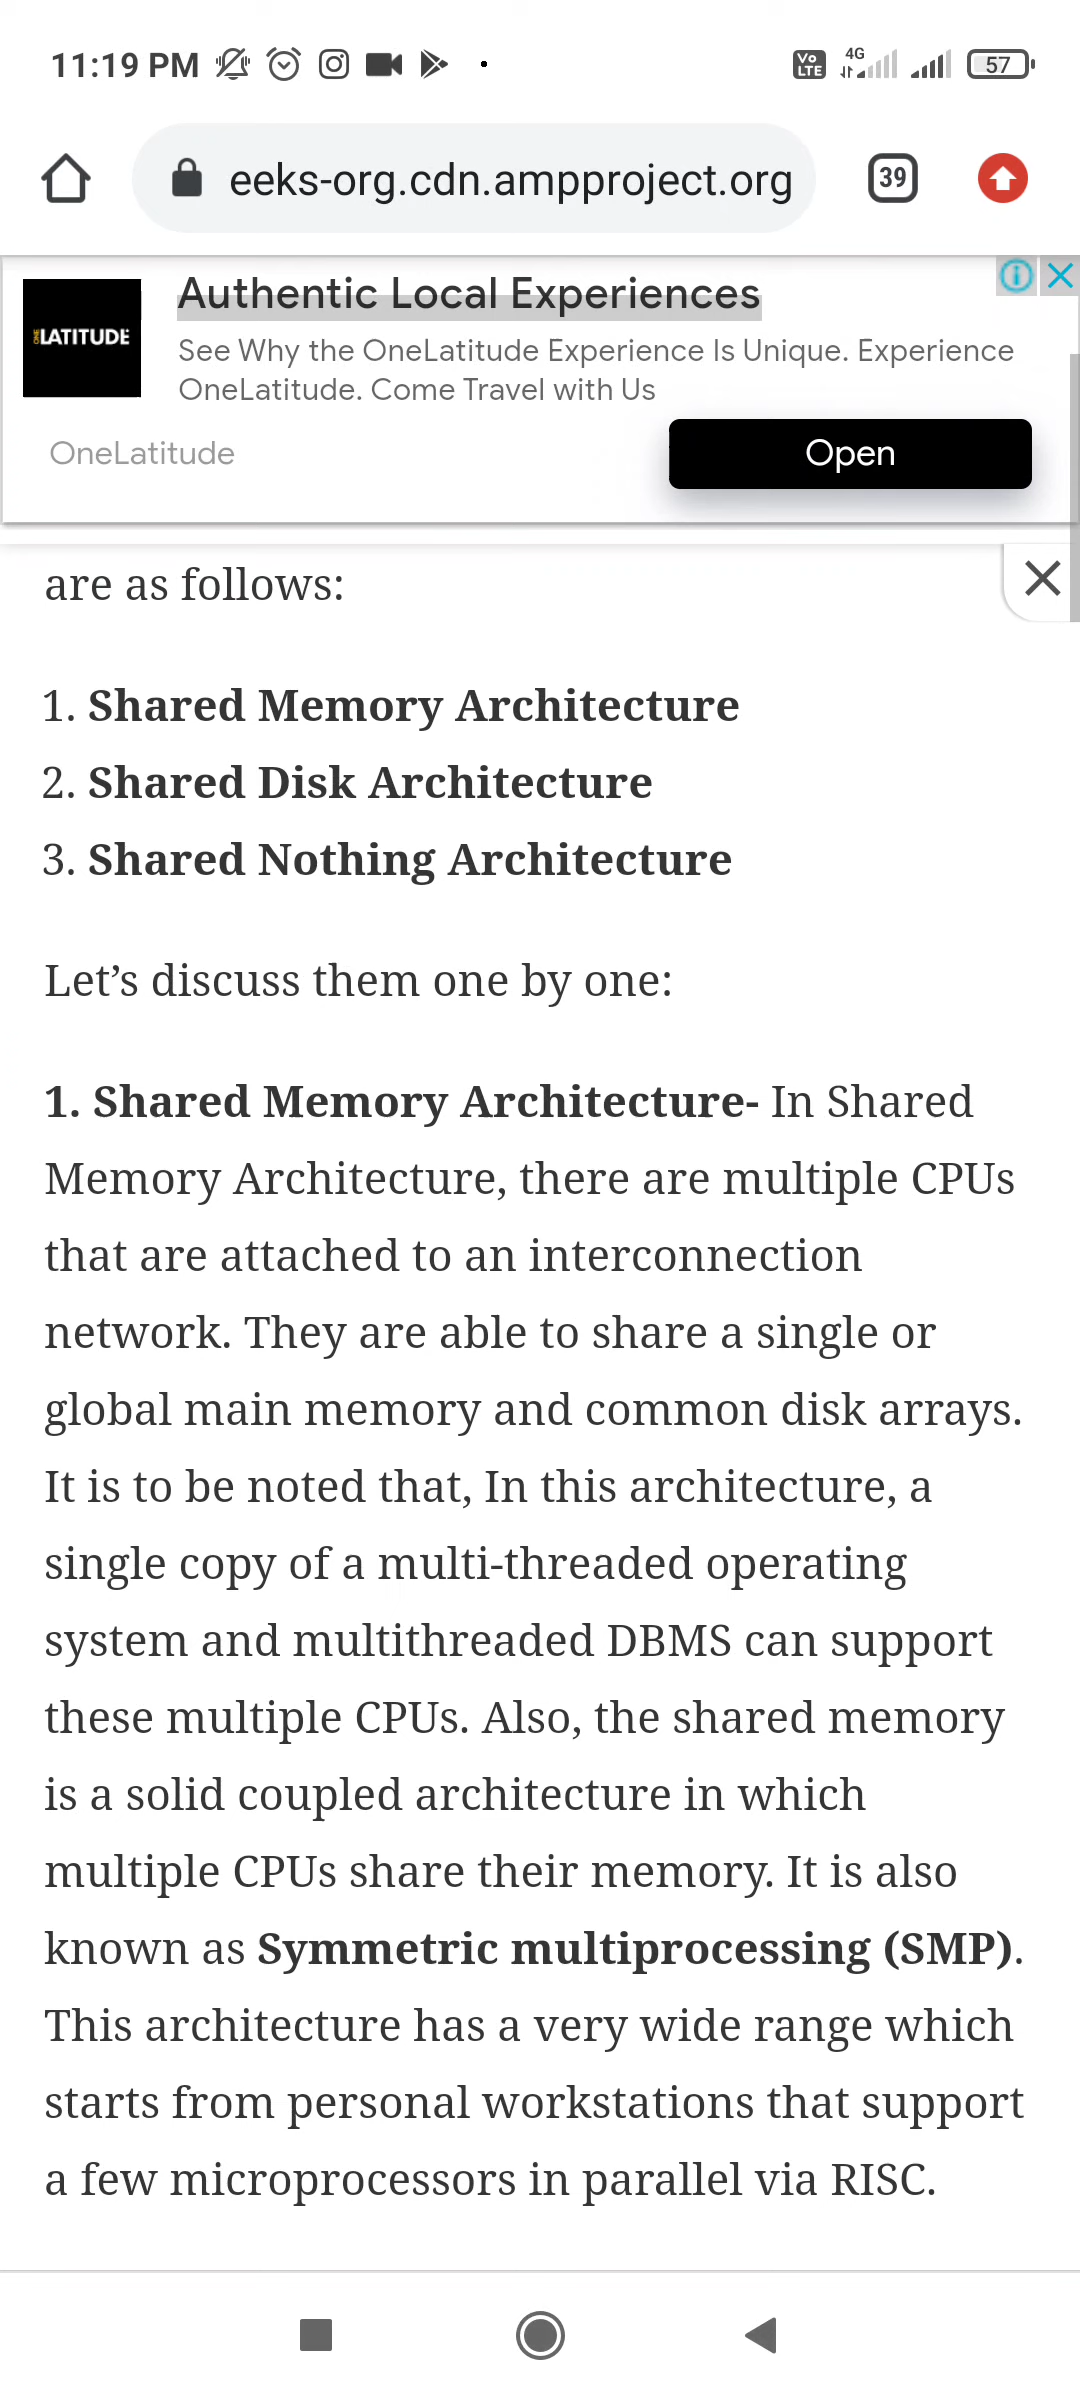 11:19 PM
Vo LTE 4G 57
eeks-org.cdn.ampproject.org
39
Authentic Local Experiences
ONE LATITUDE
See Why the OneLatitude Experience Is Unique. Experience
OneLatitude. Come Travel with Us
OneLatitude
Open
are as follows:
1. Shared Memory Architecture
2. Shared Disk Architecture
3. Shared Nothing Architecture
Let’s discuss them one by one:
1. Shared Memory Architecture- In Shared
Memory Architecture, there are multiple CPUs
that are attached to an interconnection
network. They are able to share a single or
global main memory and common disk arrays.
It is to be noted that, In this architecture, a
single copy of a multi-threaded operating
system and multithreaded DBMS can support
these multiple CPUs. Also, the shared memory
is a solid coupled architecture in which
multiple CPUs share their memory. It is also
known as Symmetric multiprocessing (SMP).
This architecture has a very wide range which
starts from personal workstations that support
a few microprocessors in parallel via RISC.